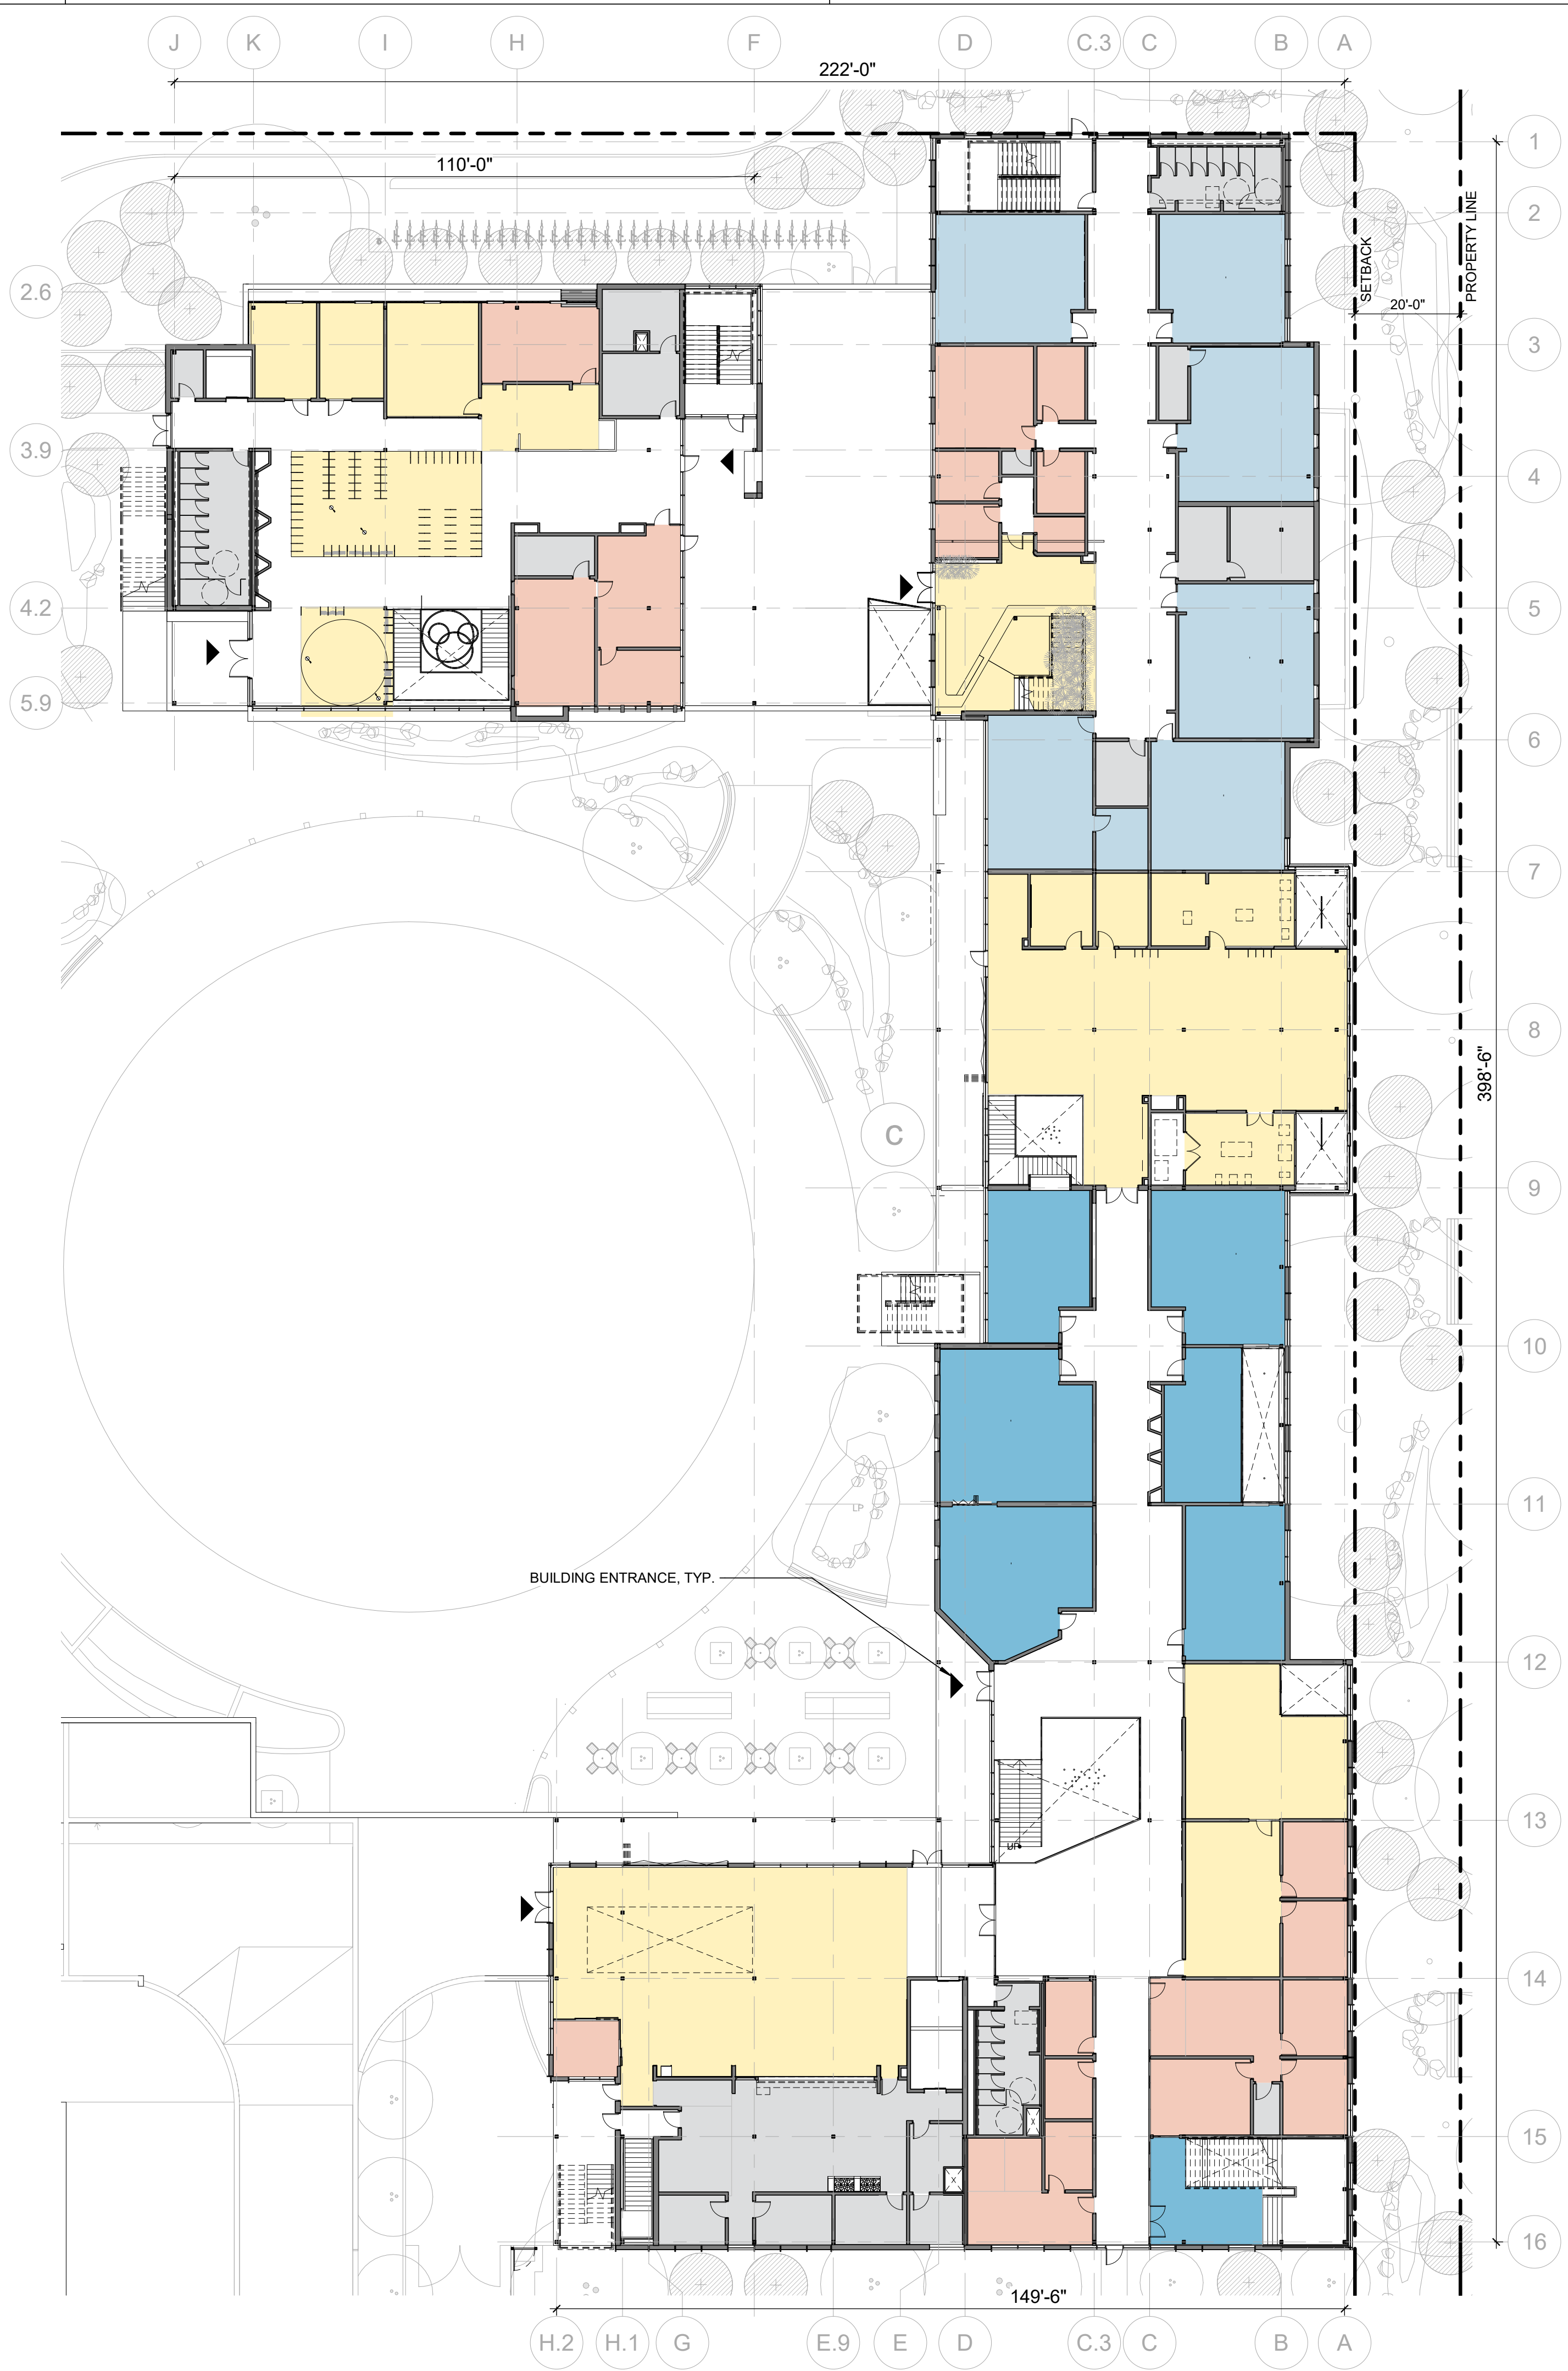 J K I H F D C.3 C B A
222'-0"
1
110'-0"
2
SETBACK
PROPERTY LINE
2.6
20'-0"
3
3.9
4
4.2
5
5.9
6
7
8
398'-6"
C
9
10
11
BUILDING ENTRANCE, TYP.
12
13
UP
14
15
X
X
16
149'-6"
H.2 H.1 G E.9 E D C.3 C B A